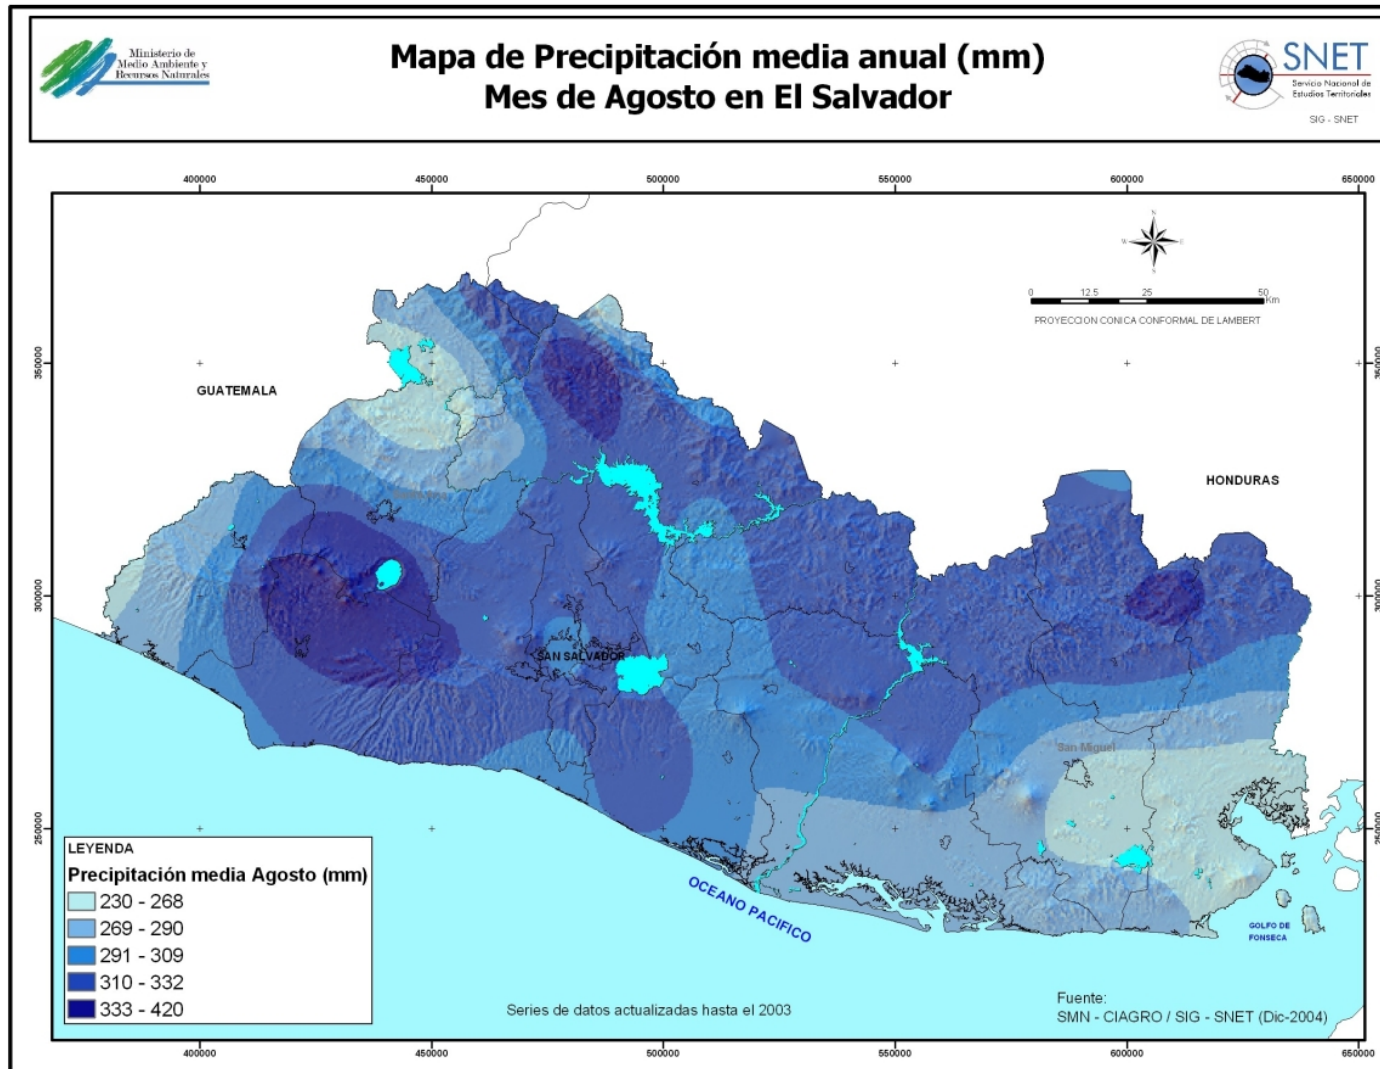 Ministerio de
Medio Ambiente y
Recursos Naturales
Mapa de Precipitación media anual (mm)
Mes de Agosto en El Salvador
SNET
Servicio Nacional de
Estudios Territoriales
SIG - SNET
400000 450000 500000 550000 600000 650000
N
W E
S
0 12.5 25 50
Km
PROYECCION CONICA CONFORMAL DE LAMBERT
350000 350000
GUATEMALA
HONDURAS
300000 300000
SAN SALVADOR
San Miguel
250000 250000
LEYENDA
Precipitación media Agosto (mm)
230 - 268
269 - 290
291 - 309
310 - 332
333 - 420
OCEANO PACIFICO
GOLFO DE
FONSECA
Series de datos actualizadas hasta el 2003
Fuente:
SMN - CIAGRO / SIG - SNET (Dic-2004)
400000 450000 500000 550000 600000 650000